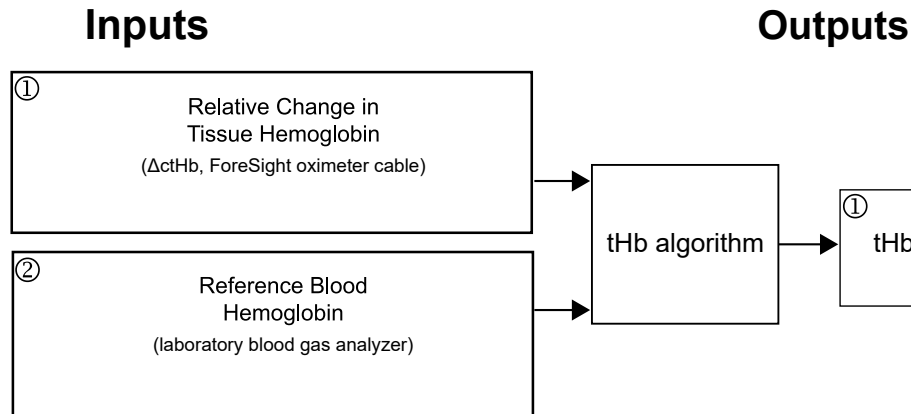 Inputs
Outputs
①
Relative Change in
Tissue Hemoglobin
(ΔctHb, ForeSight oximeter cable)
②
Reference Blood
Hemoglobin
(laboratory blood gas analyzer)
tHb algorithm
①
tHb